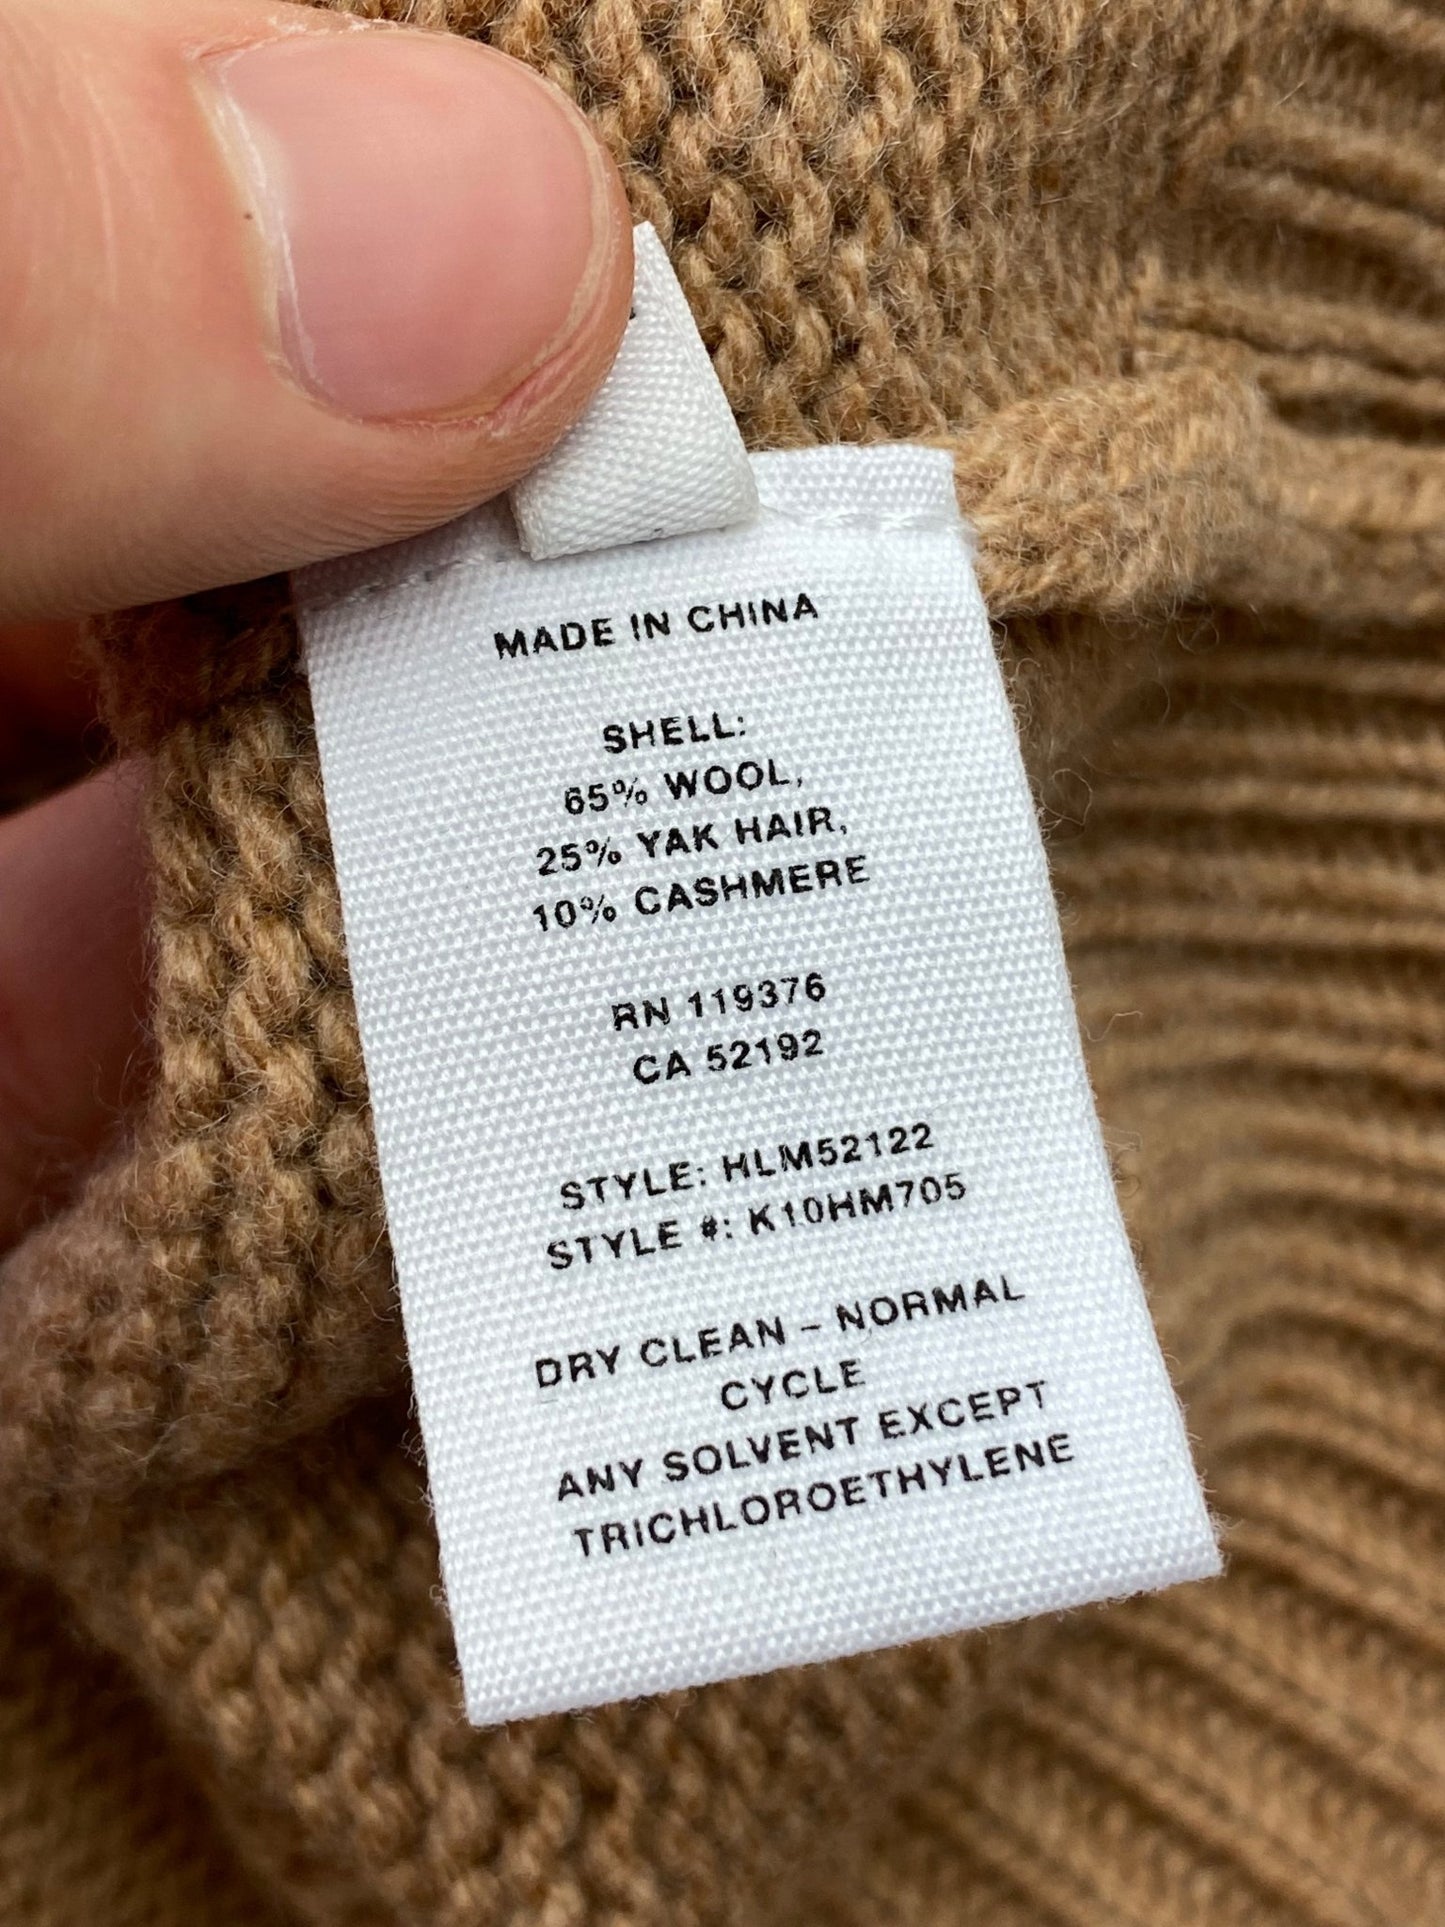 MADE IN CHINA
SHELL:
65% WOOL,
25% YAK HAIR,
10% CASHMERE
RN 119376
CA 52192
STYLE: HLM52122
STYLE #: K10HM705
DRY CLEAN – NORMAL
CYCLE
ANY SOLVENT EXCEPT
TRICHLOROETHYLENE